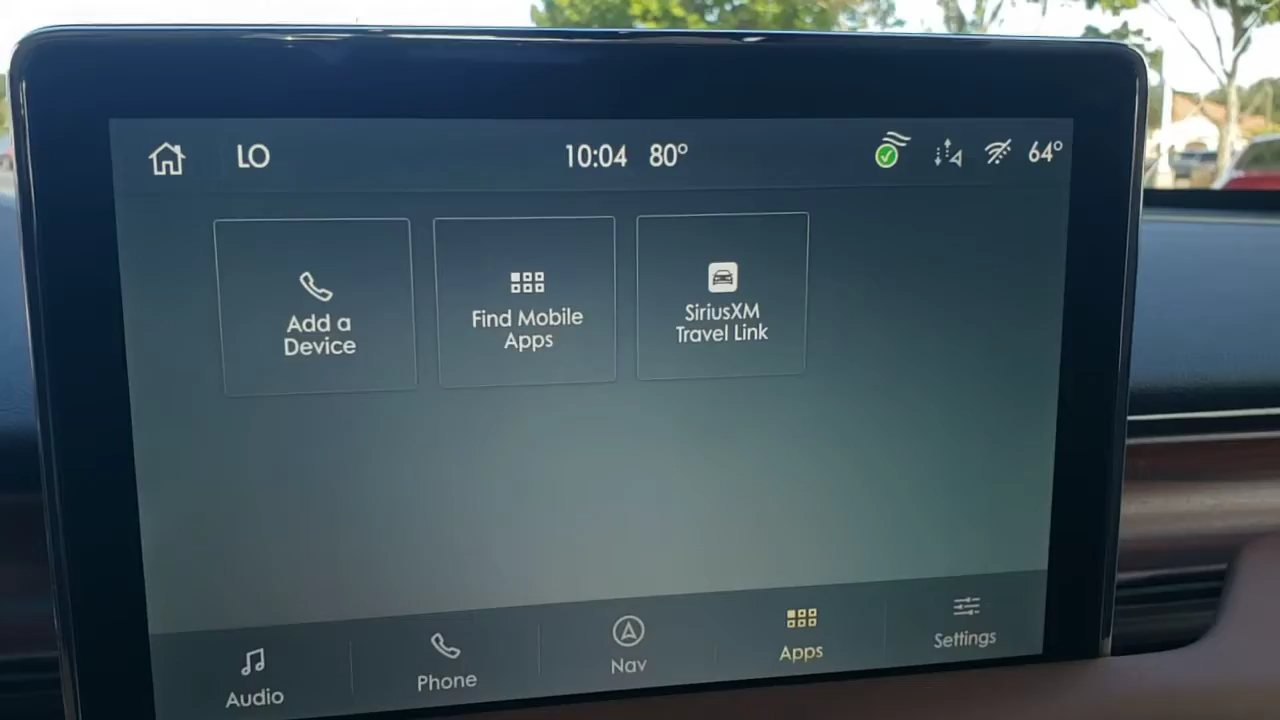 LO
10:04 80°
64°
Add a
Device
Find Mobile
Apps
SiriusXM
Travel Link
Audio
Phone
Nav
Apps
Settings